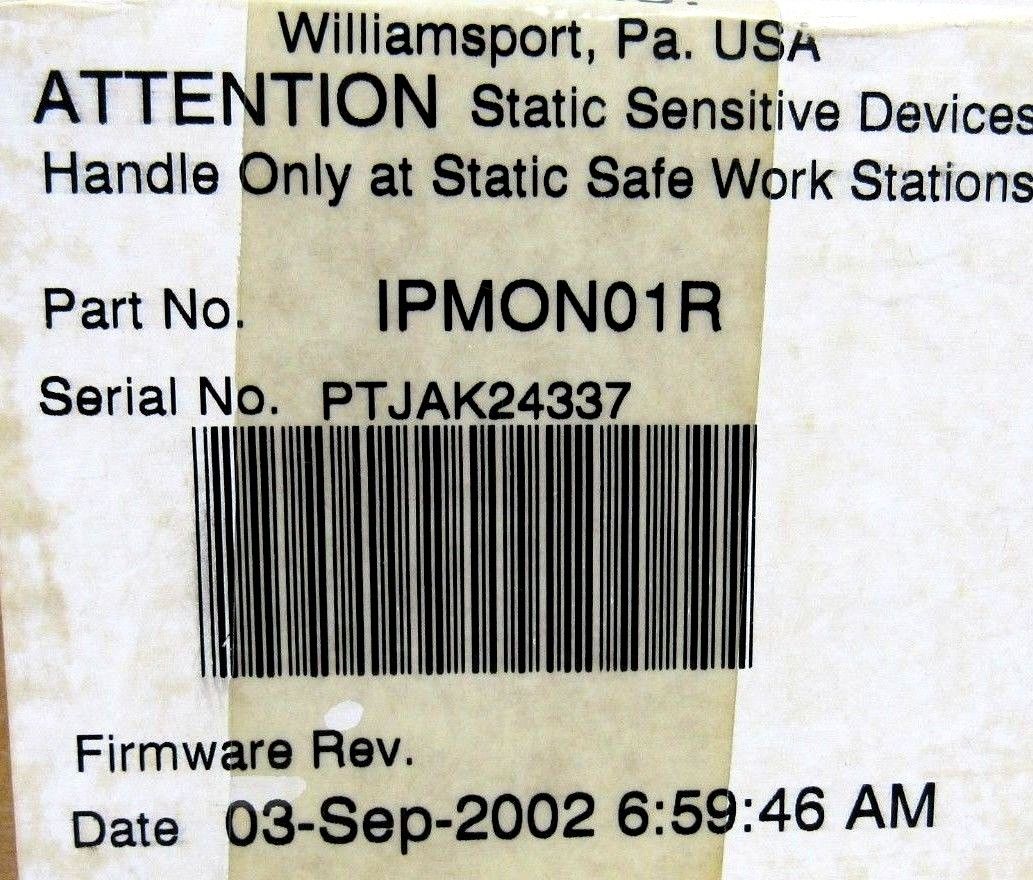 Williamsport, Pa. USA
ATTENTION Static Sensitive Devices
Handle Only at Static Safe Work Stations
Part No. IPMON01R
Serial No. PTJAK24337
Firmware Rev.
Date 03-Sep-2002 6:59:46 AM